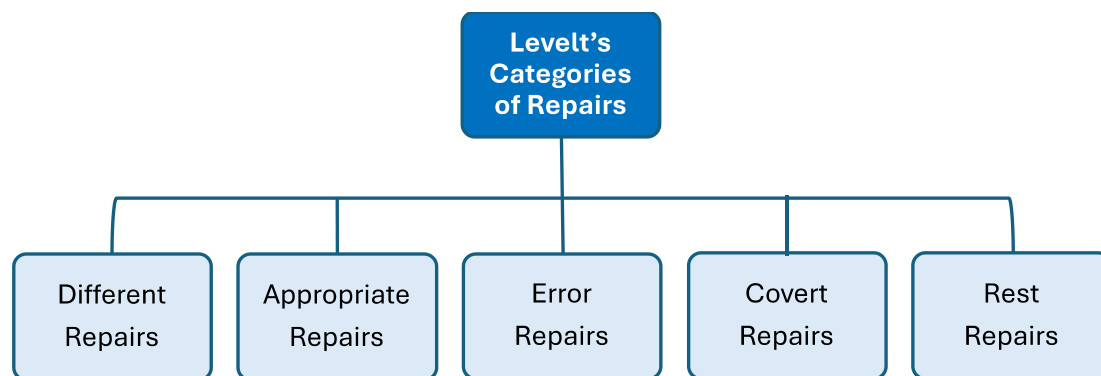 Levelt’s
Categories
of Repairs
Different
Repairs
Appropriate
Repairs
Error
Repairs
Covert
Repairs
Rest
Repairs